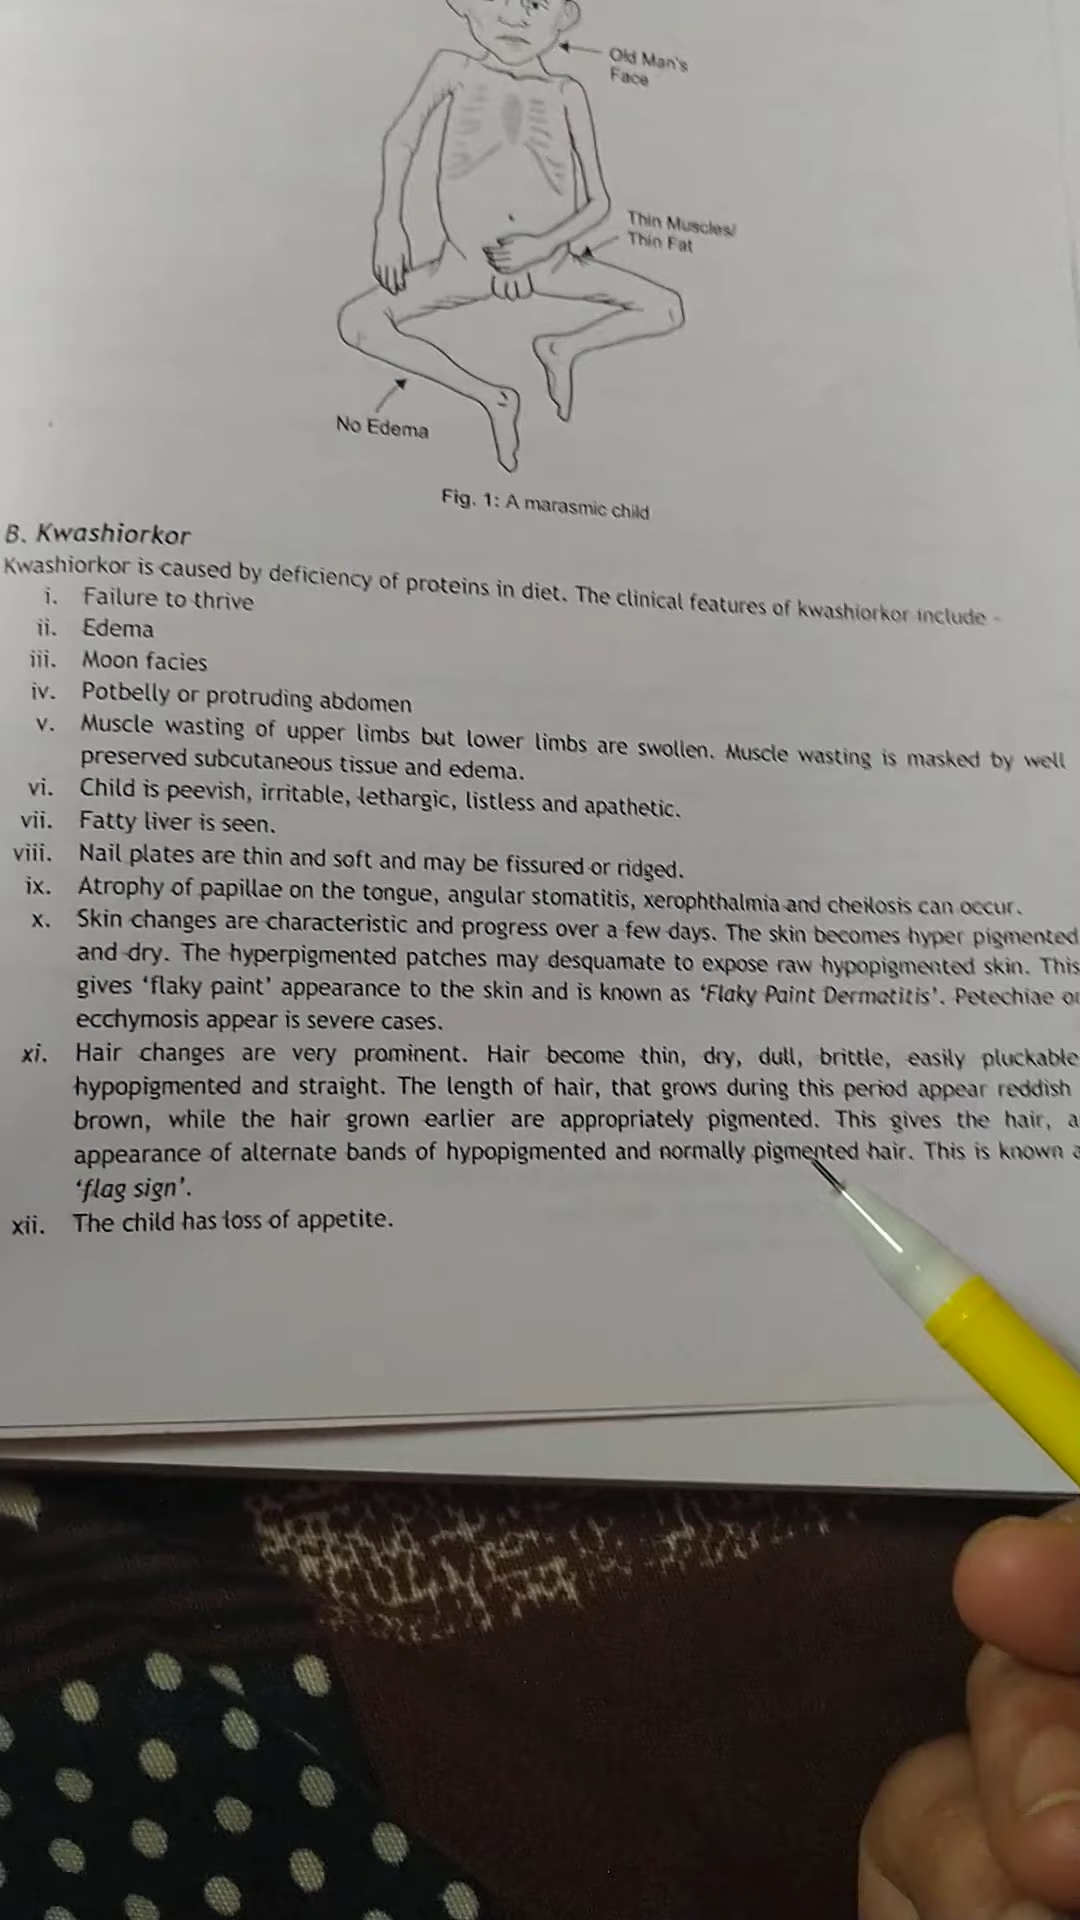 Old Man's
Face
Thin Muscles/
Thin Fat
No Edema
Fig. 1: A marasmic child
B. Kwashiorkor
Kwashiorkor is caused by deficiency of proteins in diet. The clinical features of kwashiorkor include -
i. Failure to thrive
ii. Edema
iii. Moon facies
iv. Potbelly or protruding abdomen
v. Muscle wasting of upper limbs but lower limbs are swollen. Muscle wasting is masked by well
preserved subcutaneous tissue and edema.
vi. Child is peevish, irritable, lethargic, listless and apathetic.
vii. Fatty liver is seen.
viii. Nail plates are thin and soft and may be fissured or ridged.
ix. Atrophy of papillae on the tongue, angular stomatitis, xerophthalmia and cheilosis can occur.
x. Skin changes are characteristic and progress over a few days. The skin becomes hyper pigmented
and dry. The hyperpigmented patches may desquamate to expose raw hypopigmented skin. This
gives 'flaky paint' appearance to the skin and is known as 'Flaky Paint Dermatitis'. Petechiae or
ecchymosis appear is severe cases.
xi. Hair changes are very prominent. Hair become thin, dry, dull, brittle, easily pluckable
hypopigmented and straight. The length of hair, that grows during this period appear reddish
brown, while the hair grown earlier are appropriately pigmented. This gives the hair, a
appearance of alternate bands of hypopigmented and normally pigmented hair. This is known a
'flag sign'.
xii. The child has loss of appetite.